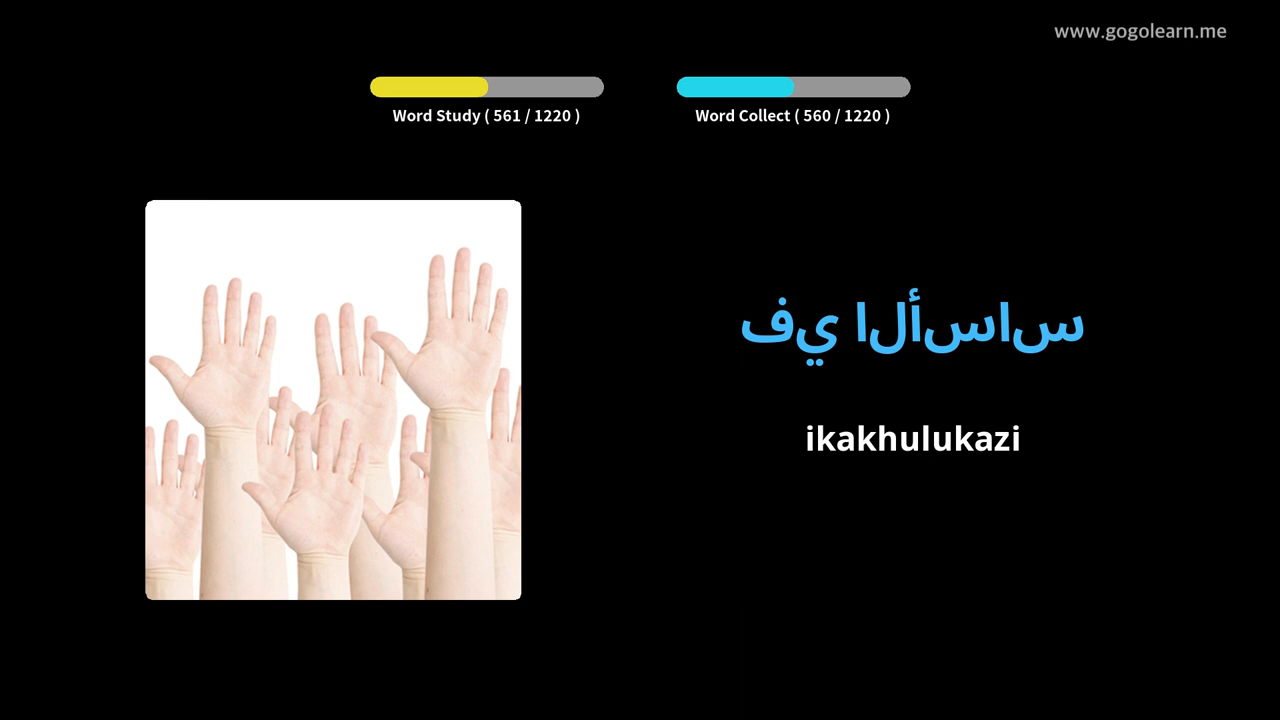 www.gogolearn.me
Word Study ( 561 / 1220 )
Word Collect ( 560 / 1220 )
في الأساس
ikakhulukazi